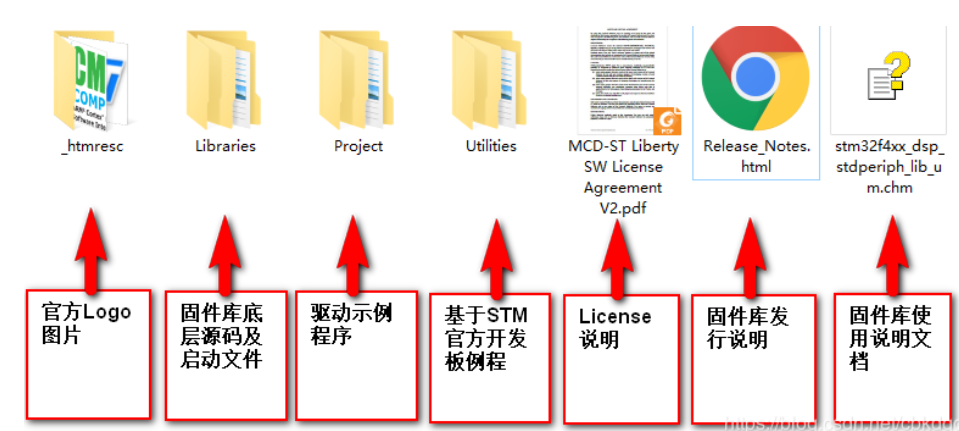 CM7
COMP
_htmresc
Libraries
Project
Utilities
PDF
MCD-ST Liberty
SW License
Agreement
V2.pdf
Release_Notes.
html
stm32f4xx_dsp_
stdperiph_lib_u
m.chm
官方Logo
图片
固件库底
层源码及
启动文件
驱动示例
程序
基于STM
官方开发
板例程
License
说明
固件库发
行说明
固件库使
用说明文
档